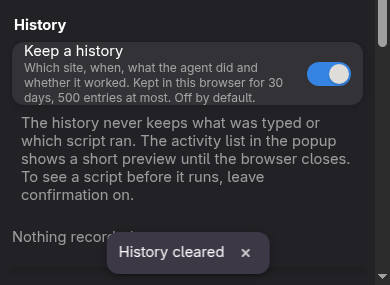 History
Keep a history
Which site, when, what the agent did and
whether it worked. Kept in this browser for 30
days, 500 entries at most. Off by default.
The history never keeps what was typed or
which script ran. The activity list in the popup
shows a short preview until the browser closes.
To see a script before it runs, leave
confirmation on.
Nothing
History cleared ×